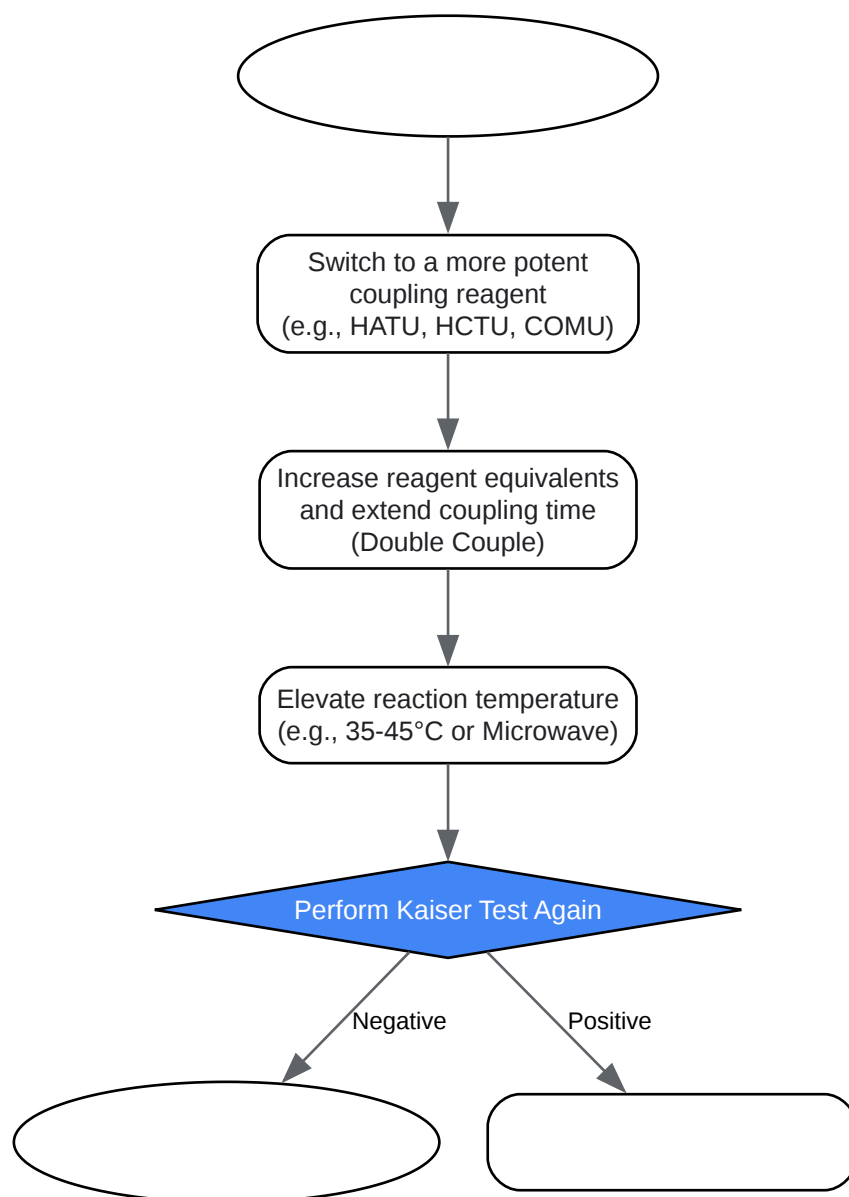 Switch to a more potent
coupling reagent
(e.g., HATU, HCTU, COMU)
Increase reagent equivalents
and extend coupling time
(Double Couple)
Elevate reaction temperature
(e.g., 35-45°C or Microwave)
Perform Kaiser Test Again
Negative
Positive